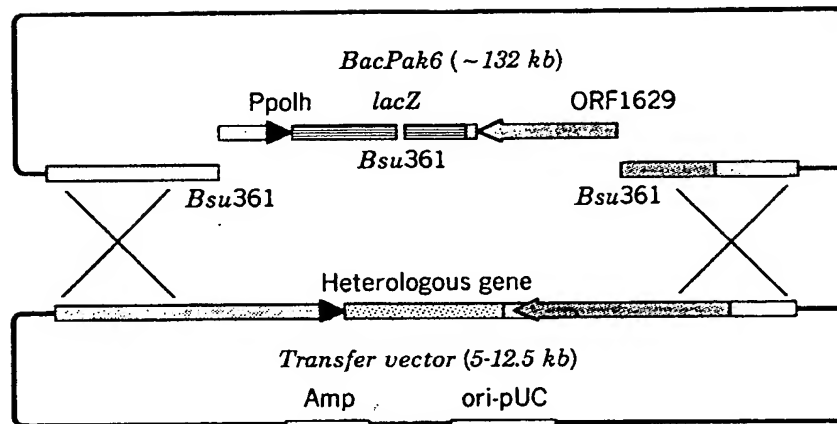 BacPak6 (~132 kb)
Ppolh lacZ ORF1629
Bsu361
Bsu361 Bsu361
Heterologous gene
Transfer vector (5-12.5 kb)
Amp ori-pUC